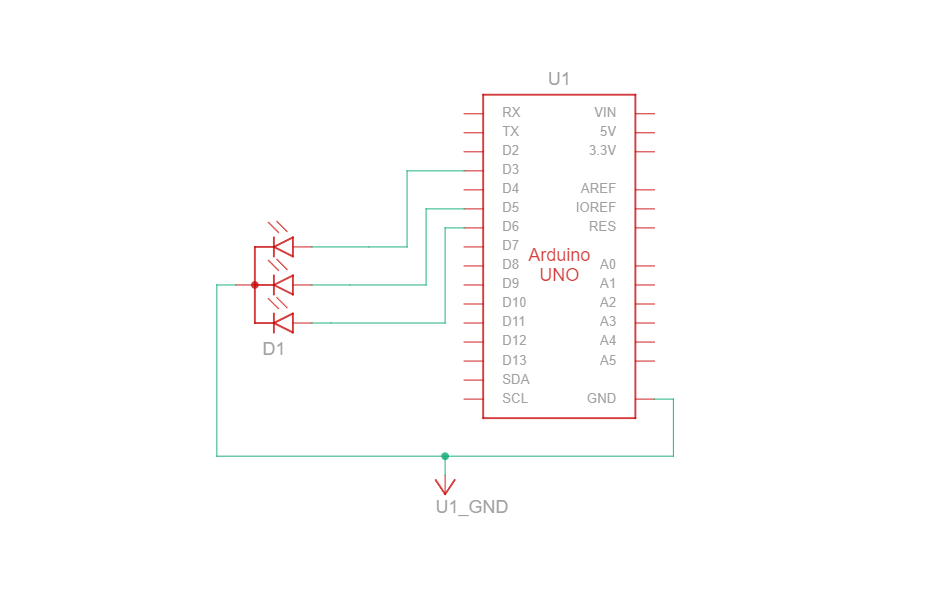 U1
RX VIN
TX 5V
D2 3.3V
D3
D4 AREF
D5 IOREF
D6 RES
D7
Arduino
UNO
D8 A0
D9 A1
D10 A2
D11 A3
D12 A4
D13 A5
SDA
SCL GND
D1
U1_GND